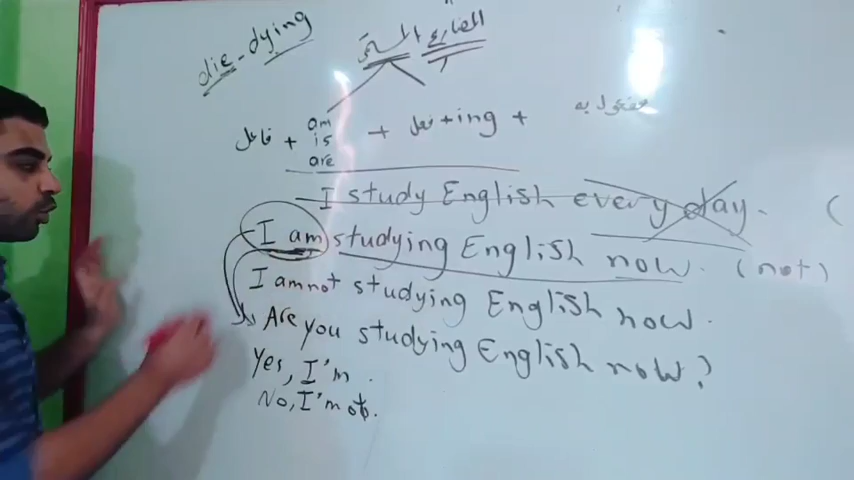 die - dying
المضارع المستمر
فاعل + am is are + فعل + ing + مفعول به
I study English every day. (
I am studying English now. (not)
I am not studying English now.
Are you studying English now?
Yes, I'm.
No, I'm not.